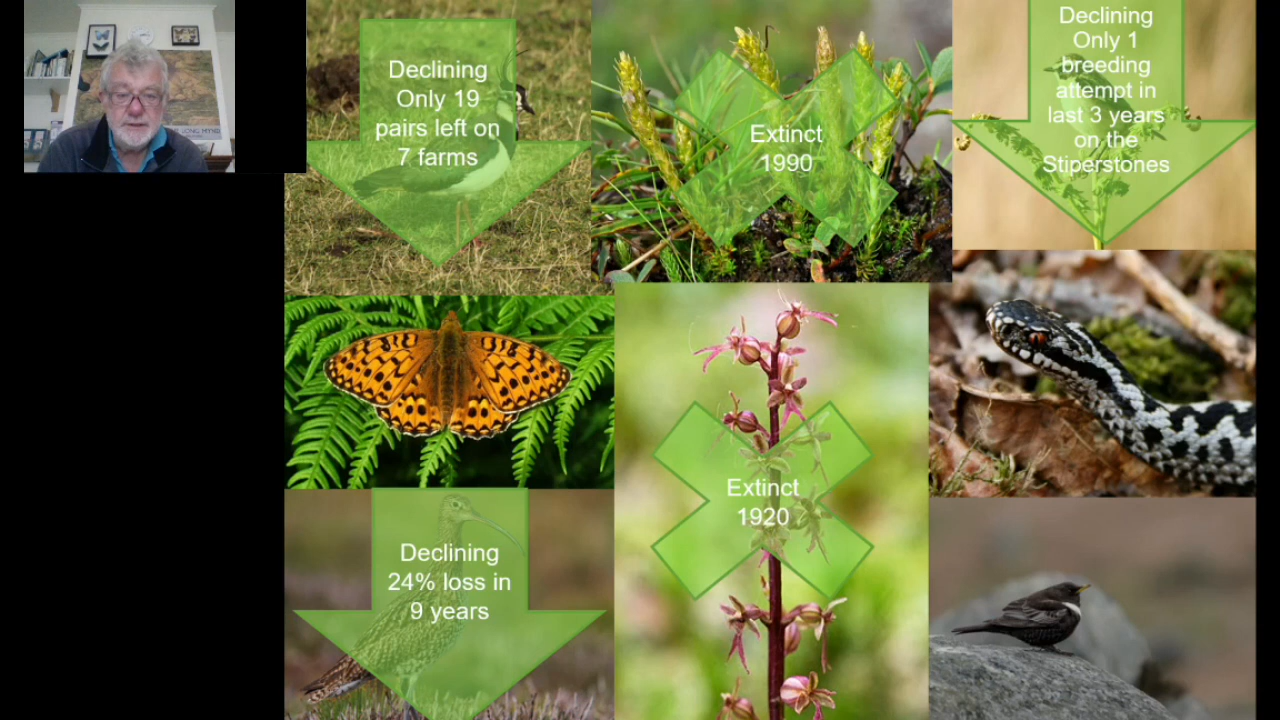 Declining
Only 19
pairs left on
7 farms
Extinct
1990
Declining
Only 1
breeding
attempt in
last 3 years
on the
Stiperstones
Extinct
1920
Declining
24% loss in
9 years